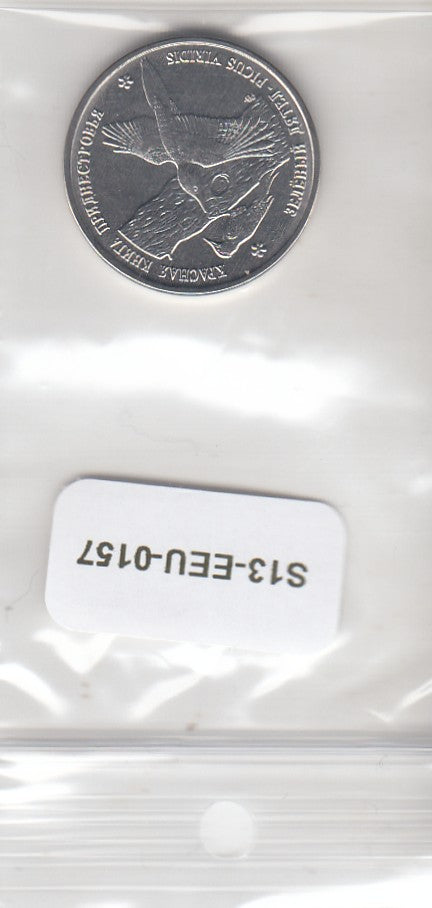 S13-EEU-0157
КРАСНАЯ КНИГА ПРИДНЕСТРОВЬЯ
ЗЕЛЕНЫЙ ДЯТЕЛ - PICUS VIRIDIS